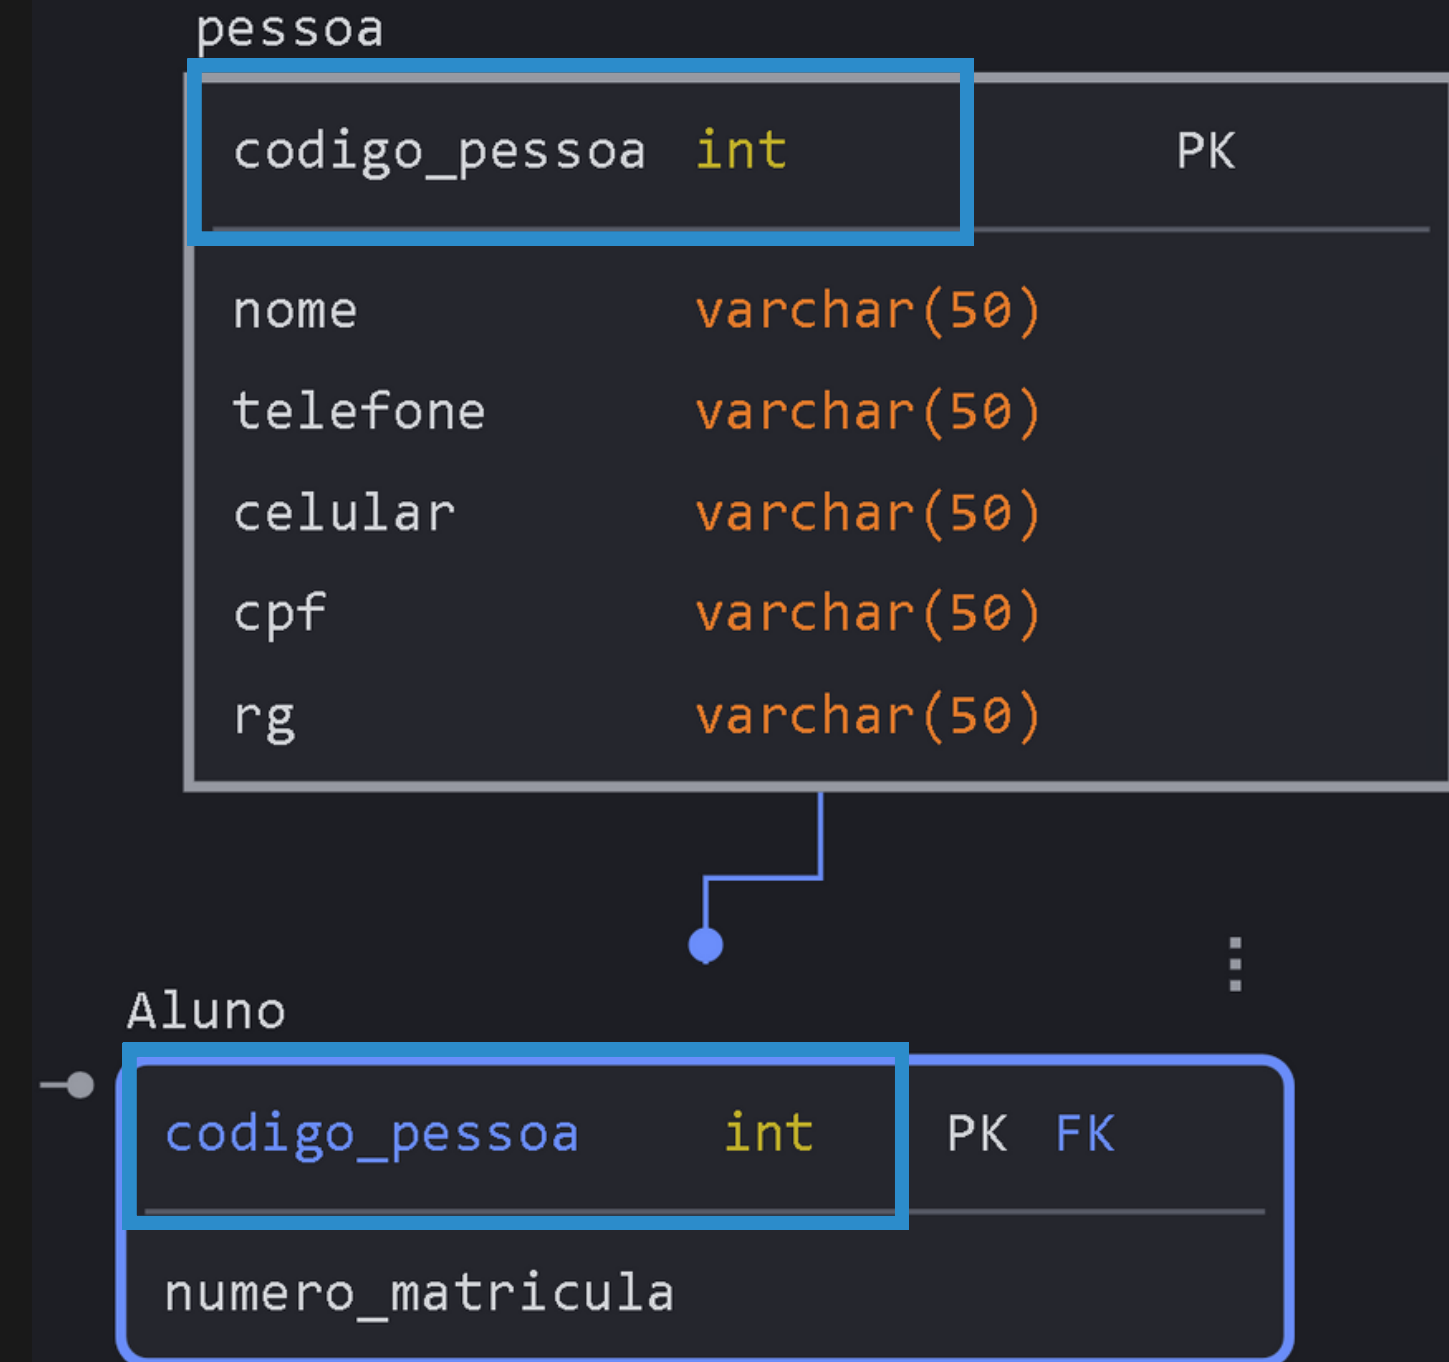 pessoa
codigo_pessoa int PK
nome varchar(50)
telefone varchar(50)
celular varchar(50)
cpf varchar(50)
rg varchar(50)
Aluno
codigo_pessoa int PK FK
numero_matricula